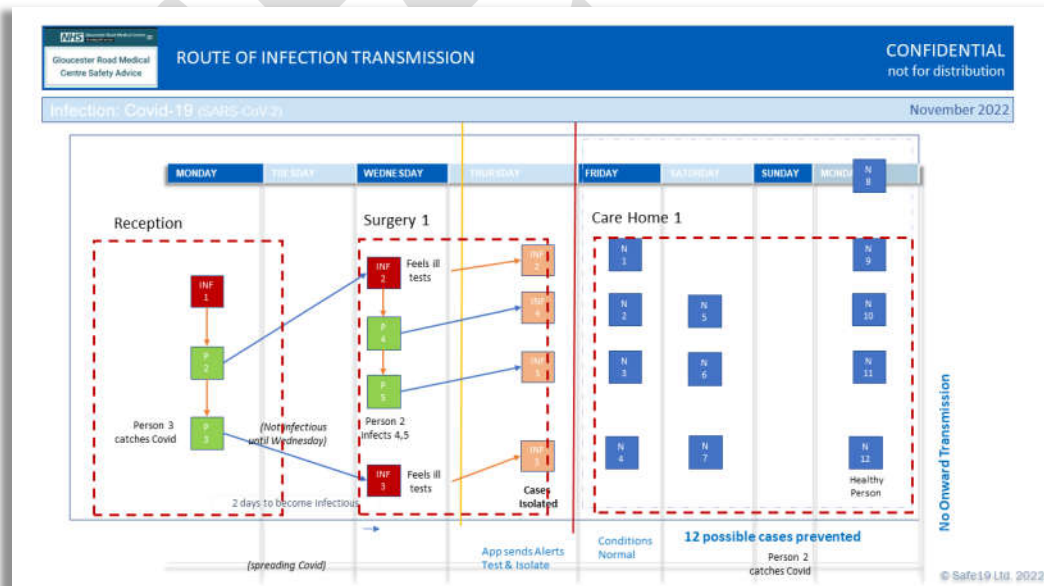 NHS
Gloucester Road Medical
Centre Safety Advice
ROUTE OF INFECTION TRANSMISSION
CONFIDENTIAL
not for distribution
Infection: Covid-19 (SARS-CoV 2)
November 2022
MONDAY
TUESDAY
WEDNESDAY
THURSDAY
FRIDAY
SATURDAY
SUNDAY
N
8
Reception
Surgery 1
Care Home 1
INF
1
P
2
P
3
Person 3
catches Covid
(Not infectious
until Wednesday)
2 days to become infectious
INF
2
Feels ill
tests
P
4
P
5
Person 2
Infects 4,5
INF
3
Feels ill
tests
INF
2
INF
4
INF
INF
3
Cases
Isolated
N
1
N
2
N
3
N
4
N
5
N
6
N
7
N
9
N
10
N
11
N
12
Healthy
Person
No Onward Transmission
(spreading Covid)
App sends Alerts
Test & Isolate
Conditions
Normal
12 possible cases prevented
Person 2
catches Covid
© Safe19 Ltd. 2022